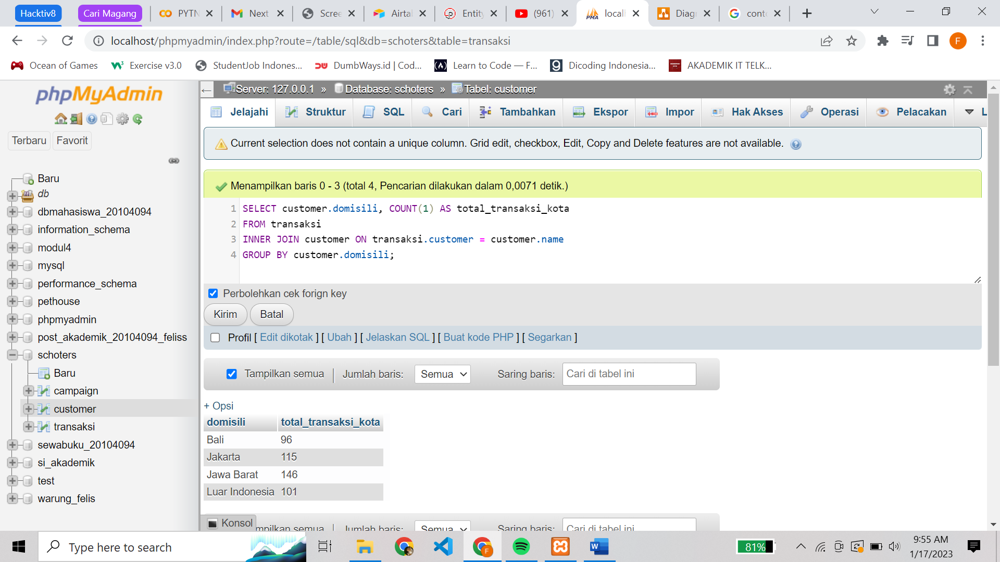 Hacktiv8
Cari Magang
PYTN
Next
Scree
Airtal
Entity
(961)
PMA
local
Diagr
cont
localhost/phpmyadmin/index.php?route=/table/sql&db=schoters&table=transaksi
F
Ocean of Games
Exercise v3.0
StudentJob Indones...
DumbWays.id | Cod...
Learn to Code — F...
Dicoding Indonesia...
AKADEMIK IT TELK...
phpMyAdmin
Terbaru
Favorit
Baru
db
dbmahasiswa_20104094
information_schema
modul4
mysql
performance_schema
pethouse
phpmyadmin
post_akademik_20104094_feliss
schoters
Baru
campaign
customer
transaksi
sewabuku_20104094
si_akademik
test
warung_felis
Server: 127.0.0.1 » Database: schoters » Tabel: customer
Jelajahi
Struktur
SQL
Cari
Tambahkan
Ekspor
Impor
Hak Akses
Operasi
Pelacakan
L
Current selection does not contain a unique column. Grid edit, checkbox, Edit, Copy and Delete features are not available.
Menampilkan baris 0 - 3 (total 4, Pencarian dilakukan dalam 0,0071 detik.)
1 SELECT customer.domisili, COUNT(1) AS total_transaksi_kota
2 FROM transaksi
3 INNER JOIN customer ON transaksi.customer = customer.name
4 GROUP BY customer.domisili;
Perbolehkan cek forign key
Kirim
Batal
Profil [ Edit dikotak ] [ Ubah ] [ Jelaskan SQL ] [ Buat kode PHP ] [ Segarkan ]
Tampilkan semua | Jumlah baris: Semua Saring baris: Cari di tabel ini
+ Opsi
domisili total_transaksi_kota
Bali 96
Jakarta 115
Jawa Barat 146
Luar Indonesia 101
Konsol
mpilkan semua | Jumlah baris: Semua Saring baris: Cari di tabel ini
Type here to search
F
W
81%
9:55 AM
1/17/2023